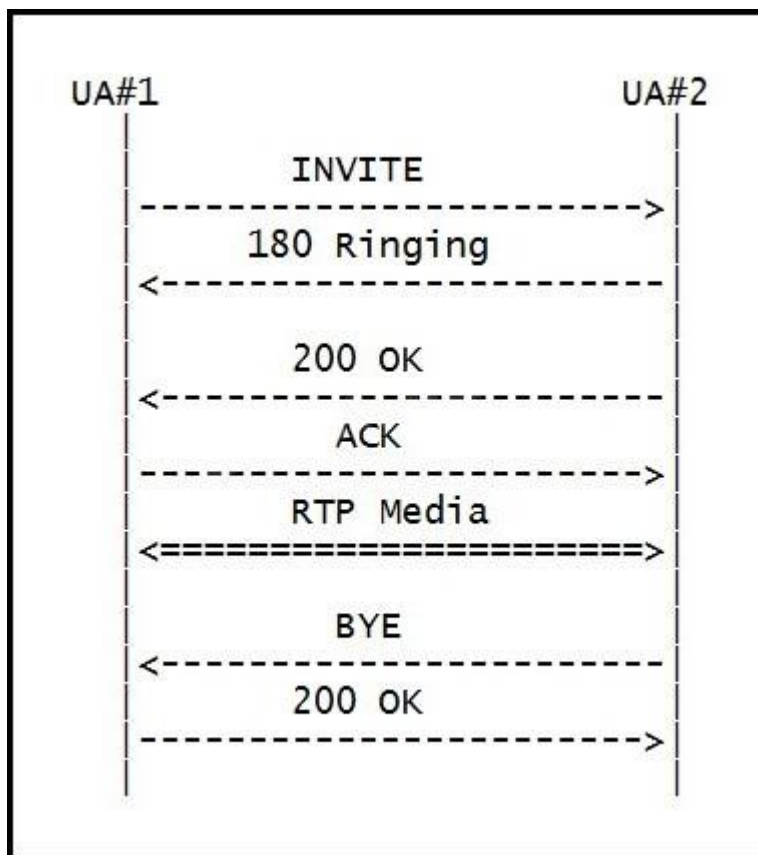 UA#1 UA#2
INVITE
180 Ringing
200 OK
ACK
RTP Media
BYE
200 OK